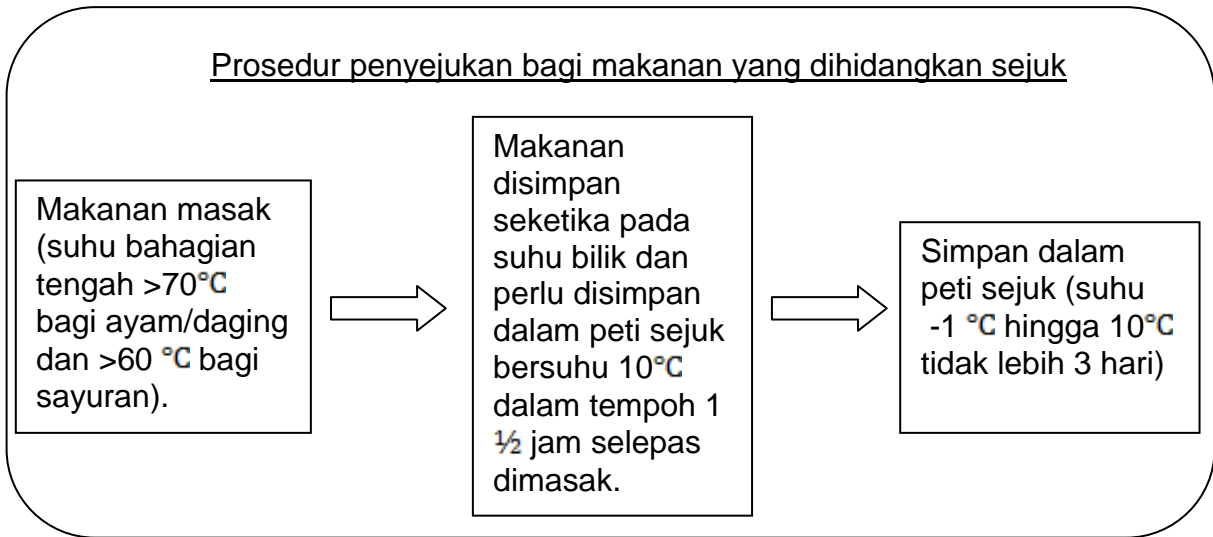 Prosedur penyejukan bagi makanan yang dihidangkan sejuk
Makanan masak
(suhu bahagian
tengah >70°C
bagi ayam/daging
dan >60 °C bagi
sayuran).
Makanan
disimpan
seketika pada
suhu bilik dan
perlu disimpan
dalam peti sejuk
bersuhu 10°C
dalam tempoh 1
½ jam selepas
dimasak.
Simpan dalam
peti sejuk (suhu
-1 °C hingga 10°C
tidak lebih 3 hari)